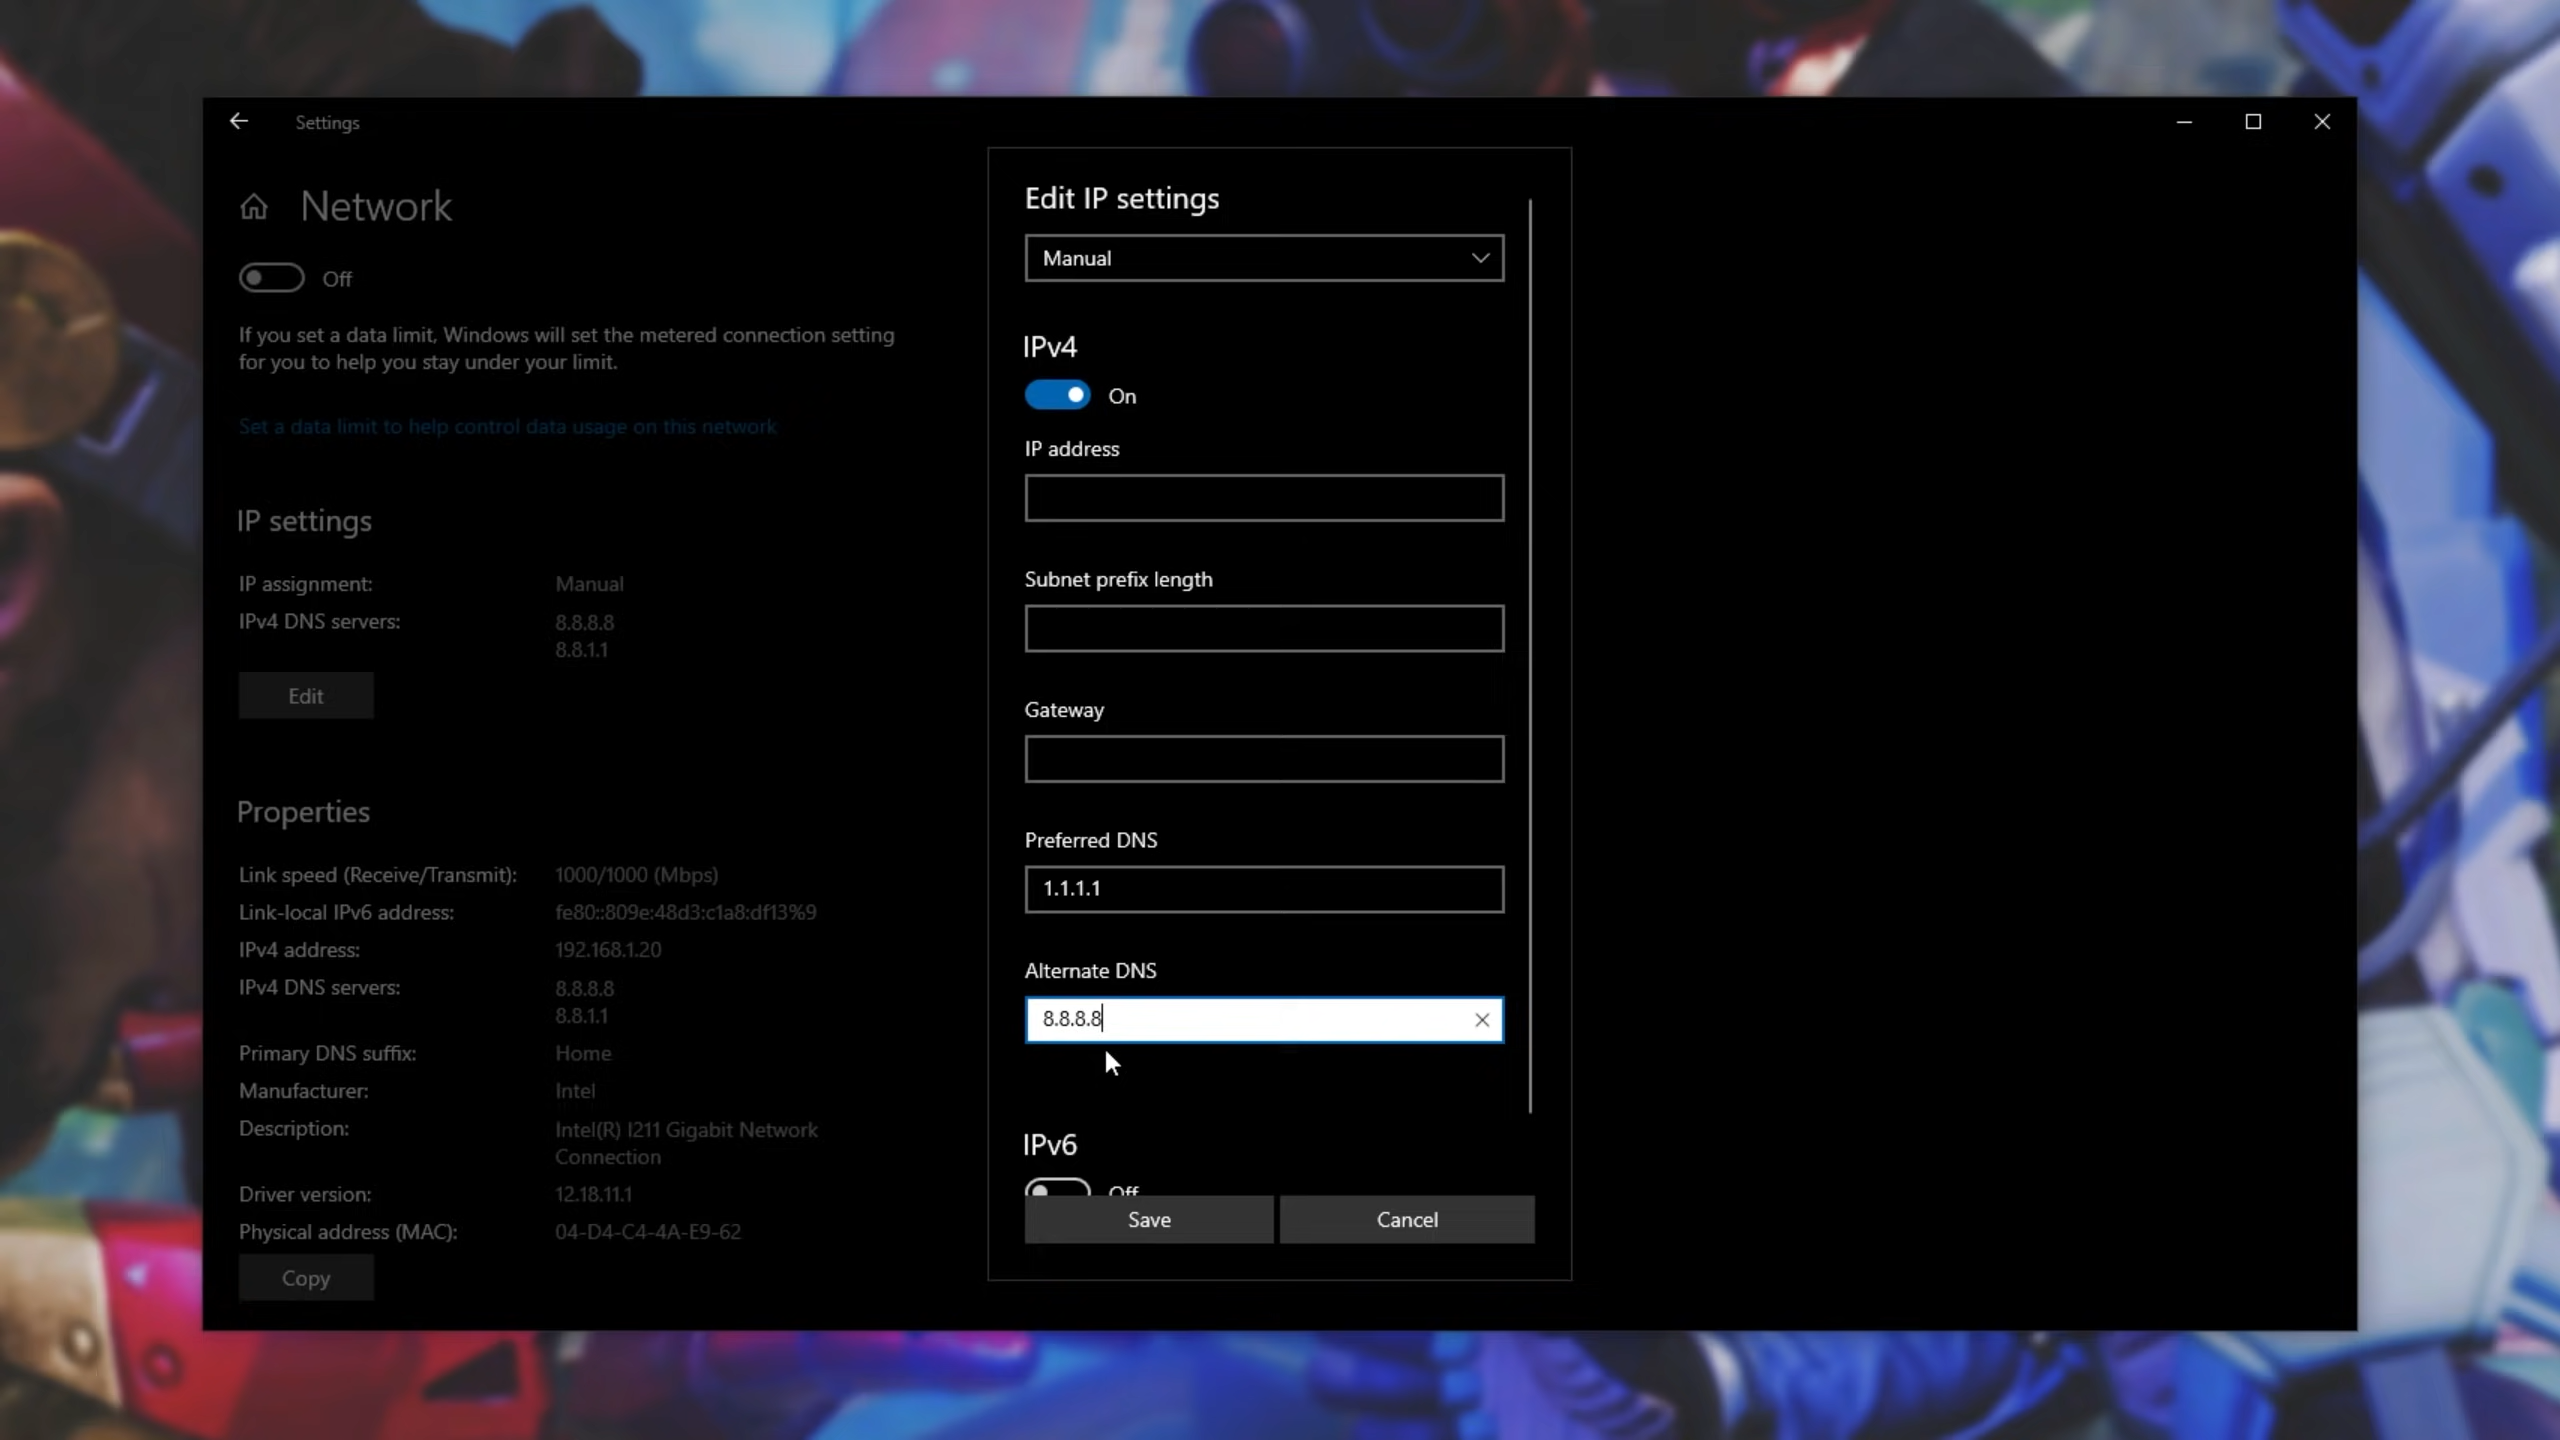 Settings
Network
Off
If you set a data limit, Windows will set the metered connection setting
for you to help you stay under your limit.
Set a data limit to help control data usage on this network
IP settings
IP assignment: Manual
IPv4 DNS servers: 8.8.8.8
8.8.1.1
Edit
Properties
Link speed (Receive/Transmit): 1000/1000 (Mbps)
Link-local IPv6 address: fe80::809e:48d3:c1a8:df13%9
IPv4 address: 192.168.1.20
IPv4 DNS servers: 8.8.8.8
8.8.1.1
Primary DNS suffix: Home
Manufacturer: Intel
Description: Intel(R) I211 Gigabit Network
Connection
Driver version: 12.18.11.1
Physical address (MAC): 04-D4-C4-4A-E9-62
Copy
Edit IP settings
Manual
IPv4
On
IP address
Subnet prefix length
Gateway
Preferred DNS
1.1.1.1
Alternate DNS
8.8.8.8
IPv6
Off
Save Cancel